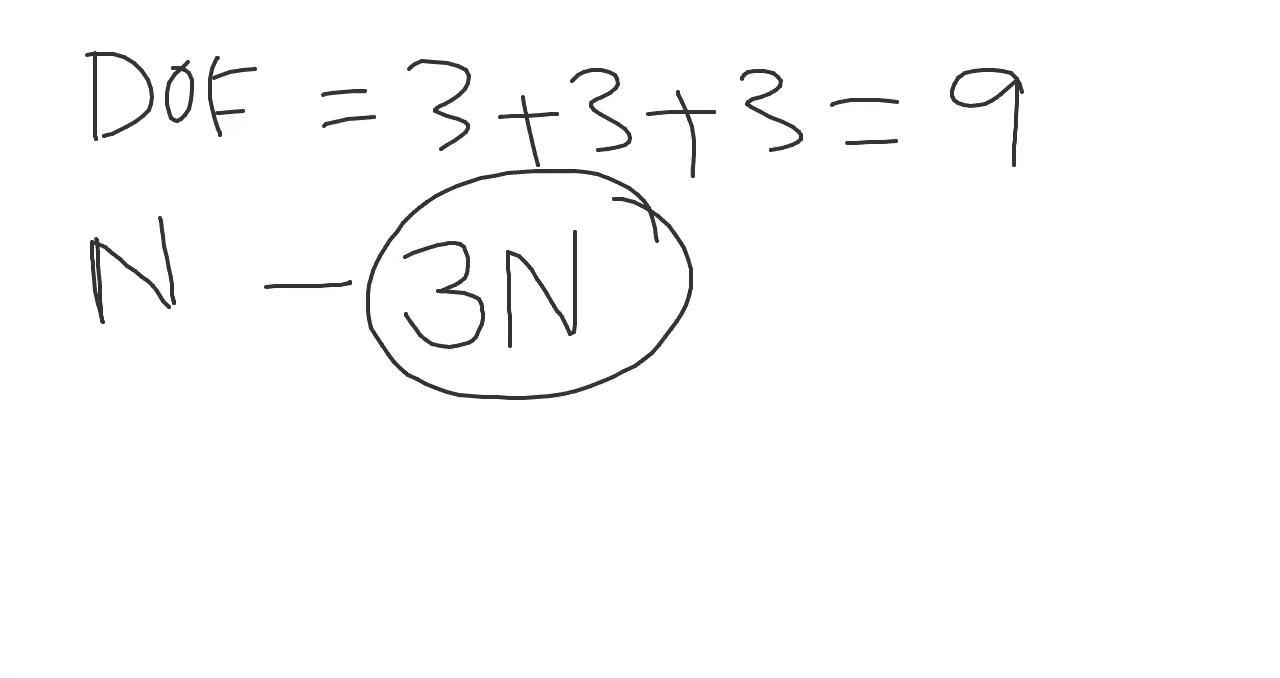 DOF = 3 + 3 + 3 = 9
N - 3N